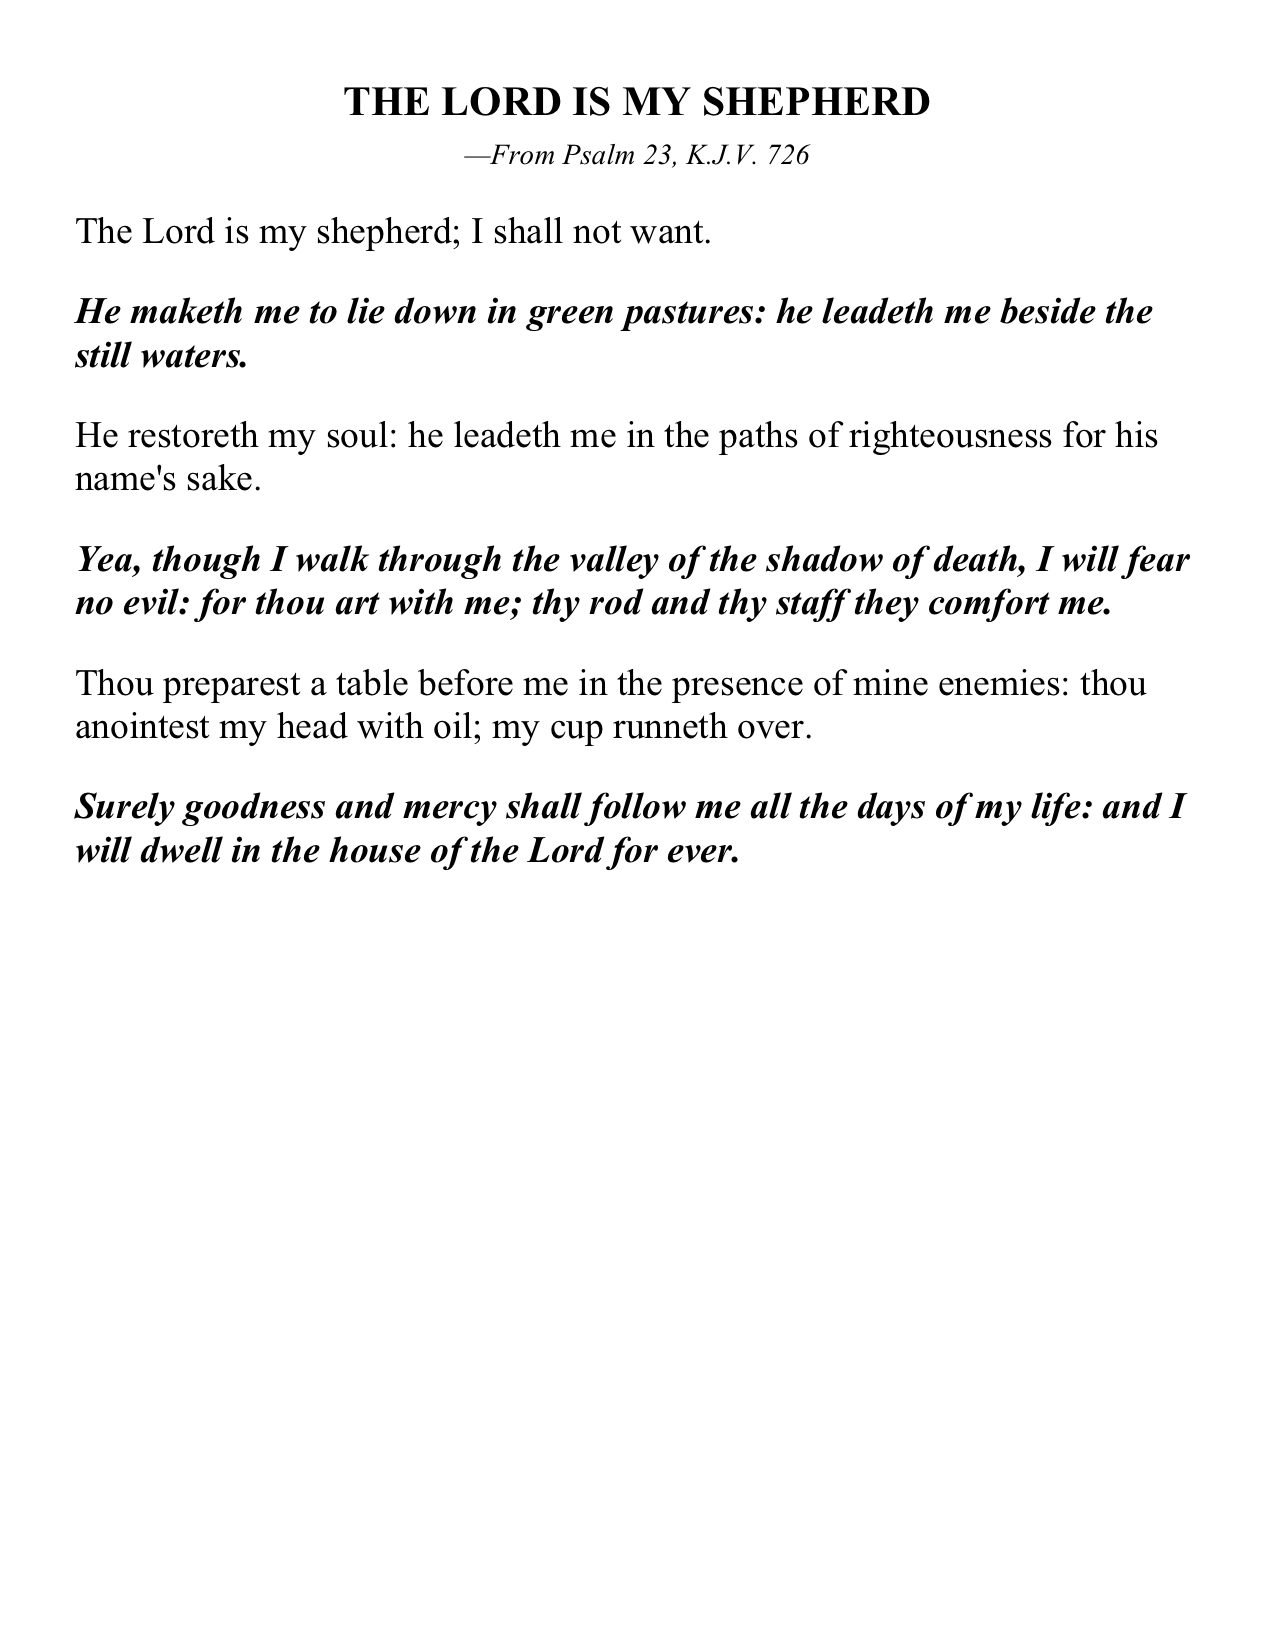 THE LORD IS MY SHEPHERD
—From Psalm 23, K.J.V. 726
The Lord is my shepherd; I shall not want.
He maketh me to lie down in green pastures: he leadeth me beside the
still waters.
He restoreth my soul: he leadeth me in the paths of righteousness for his
name's sake.
Yea, though I walk through the valley of the shadow of death, I will fear
no evil: for thou art with me; thy rod and thy staff they comfort me.
Thou preparest a table before me in the presence of mine enemies: thou
anointest my head with oil; my cup runneth over.
Surely goodness and mercy shall follow me all the days of my life: and I
will dwell in the house of the Lord for ever.